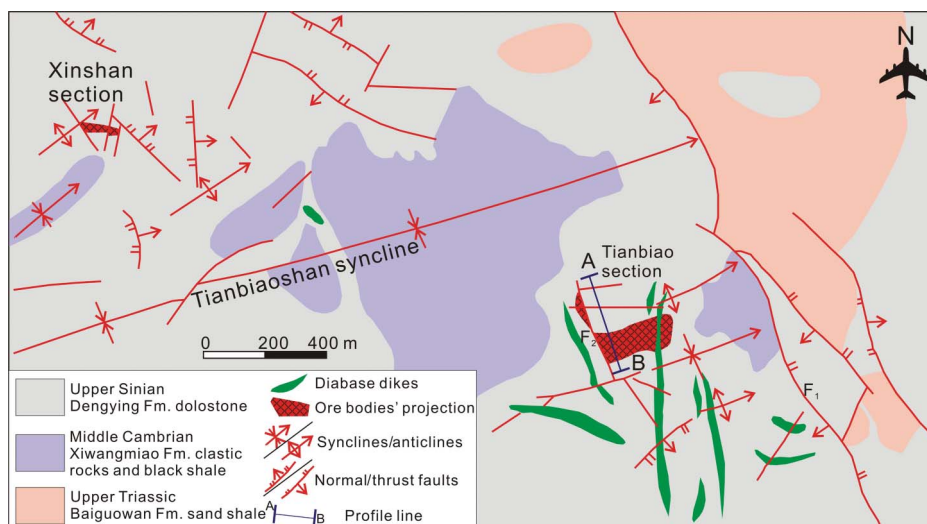 Xinshan
section
N
Tianbiaoshan syncline
A
Tianbiao
section
F2
B
F1
0 200 400 m
Upper Sinian
Dengying Fm. dolostone
Middle Cambrian
Xiwangmiao Fm. clastic
rocks and black shale
Upper Triassic
Baiguowan Fm. sand shale
Diabase dikes
Ore bodies' projection
Synclines/anticlines
Normal/thrust faults
A B Profile line